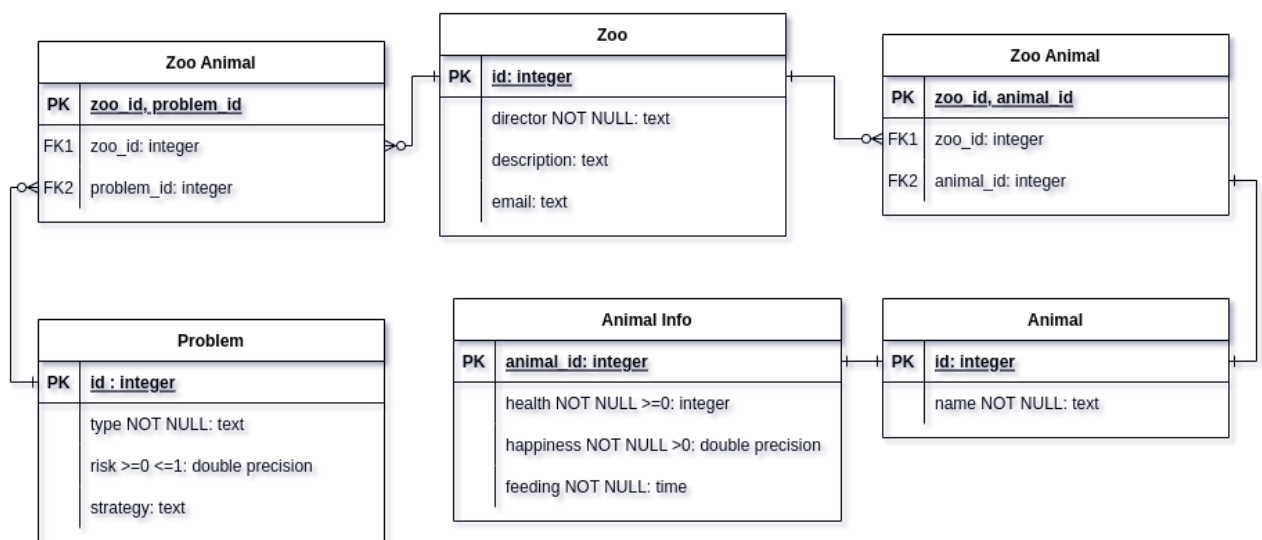 Zoo Animal
PK zoo_id, problem_id
FK1 zoo_id: integer
FK2 problem_id: integer
Zoo
PK id: integer
director NOT NULL: text
description: text
email: text
Zoo Animal
PK zoo_id, animal_id
FK1 zoo_id: integer
FK2 animal_id: integer
Problem
PK id : integer
type NOT NULL: text
risk >=0 <=1: double precision
strategy: text
Animal Info
PK animal_id: integer
health NOT NULL >=0: integer
happiness NOT NULL >0: double precision
feeding NOT NULL: time
Animal
PK id: integer
name NOT NULL: text